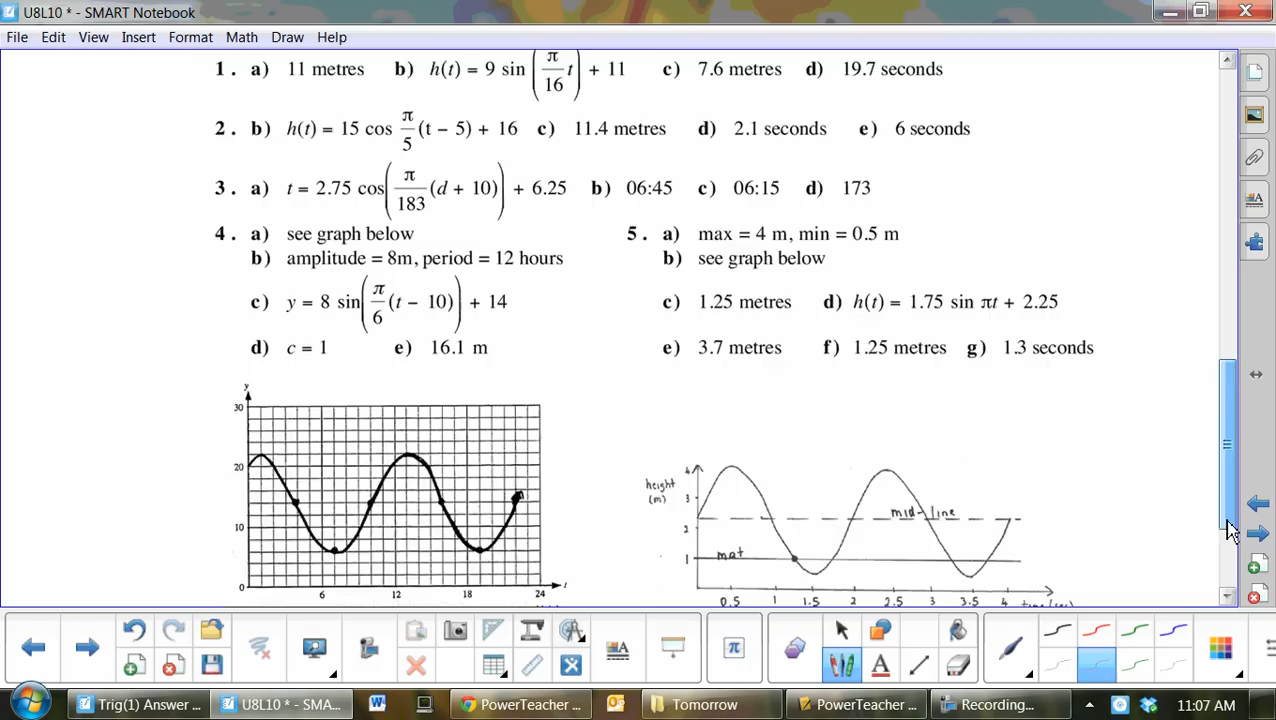 U8L10 * - SMART Notebook
File Edit View Insert Format Math Draw Help
1. a) 11 metres b) h(t) = 9 sin(π/16 t) + 11 c) 7.6 metres d) 19.7 seconds
2. b) h(t) = 15 cos π/5 (t − 5) + 16 c) 11.4 metres d) 2.1 seconds e) 6 seconds
3. a) t = 2.75 cos(π/183 (d + 10)) + 6.25 b) 06:45 c) 06:15 d) 173
4. a) see graph below 5. a) max = 4 m, min = 0.5 m
b) amplitude = 8m, period = 12 hours b) see graph below
c) y = 8 sin(π/6 (t − 10)) + 14 c) 1.25 metres d) h(t) = 1.75 sin πt + 2.25
d) c = 1 e) 16.1 m e) 3.7 metres f) 1.25 metres g) 1.3 seconds
y
30
20
10
0 6 12 18 24 t
height
(m)
4
3
2
1
mid-line
mat
0.5 1 1.5 2 2.5 3 3.5 4 time (sec)
π
A
Trig(1) Answer ... U8L10 * - SMA... W PowerTeacher ... Tomorrow PowerTeacher ... Recording... 11:07 AM